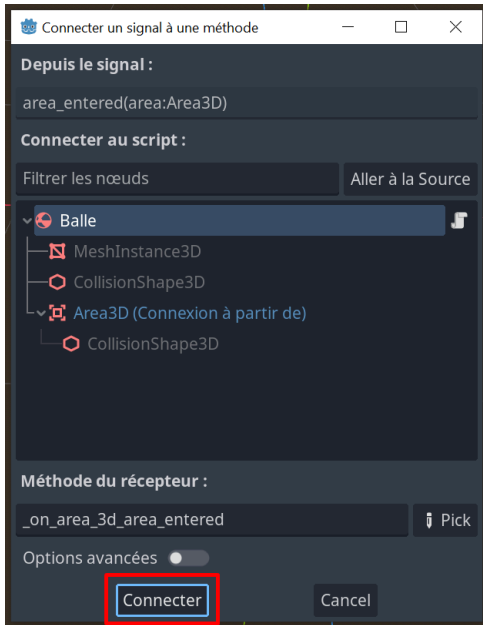 Connecter un signal à une méthode
Depuis le signal :
area_entered(area:Area3D)
Connecter au script :
Filtrer les nœuds
Aller à la Source
Balle
MeshInstance3D
CollisionShape3D
Area3D (Connexion à partir de)
CollisionShape3D
Méthode du récepteur :
_on_area_3d_area_entered
Pick
Options avancées
Connecter
Cancel